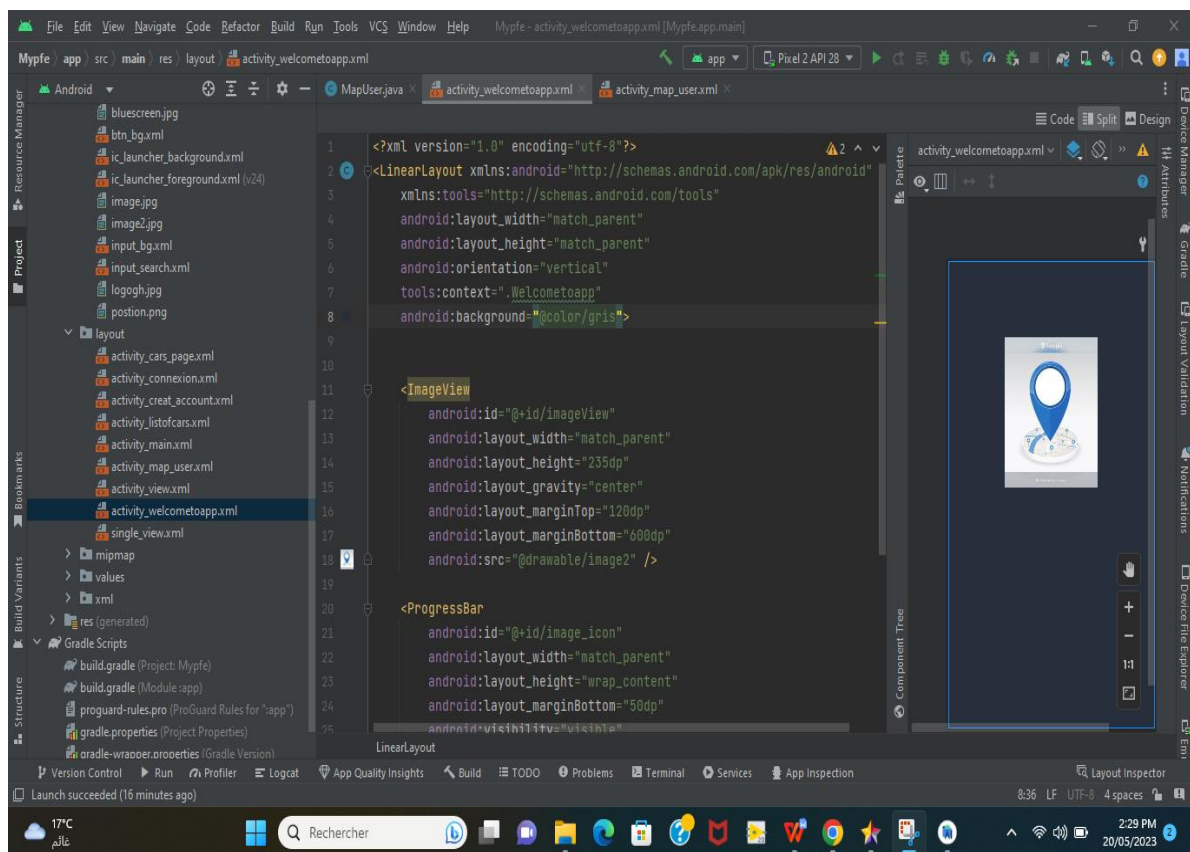 File Edit View Navigate Code Refactor Build Run Tools VCS Window Help Mypfe - activity_welcometoapp.xml [Mypfe.app.main]
Mypfe app src main res layout activity_welcometoapp.xml app Pixel 2 API 28
Android MapUser.java activity_welcometoapp.xml activity_map_user.xml
Code Split Design
Resource Manager
Project
Bookmarks
Build Variants
Structure
bluescreen.jpg
btn_bg.xml
ic_launcher_background.xml
ic_launcher_foreground.xml (v24)
image.jpg
image2.jpg
input_bg.xml
input_search.xml
logogh.jpg
postion.png
layout
activity_cars_page.xml
activity_connexion.xml
activity_creat_account.xml
activity_listofcars.xml
activity_main.xml
activity_map_user.xml
activity_view.xml
activity_welcometoapp.xml
single_view.xml
mipmap
values
xml
res (generated)
Gradle Scripts
build.gradle (Project: Mypfe)
build.gradle (Module :app)
proguard-rules.pro (ProGuard Rules for ":app")
gradle.properties (Project Properties)
gradle-wrapper.properties (Gradle Version)
1 <?xml version="1.0" encoding="utf-8"?> 2
2 <LinearLayout xmlns:android="http://schemas.android.com/apk/res/android"
3 xmlns:tools="http://schemas.android.com/tools"
4 android:layout_width="match_parent"
5 android:layout_height="match_parent"
6 android:orientation="vertical"
7 tools:context=".Welcometoapp"
8 android:background="@color/gris">
9
10
11 <ImageView
12 android:id="@+id/imageView"
13 android:layout_width="match_parent"
14 android:layout_height="235dp"
15 android:layout_gravity="center"
16 android:layout_marginTop="120dp"
17 android:layout_marginBottom="600dp"
18 android:src="@drawable/image2" />
19
20 <ProgressBar
21 android:id="@+id/image_icon"
22 android:layout_width="match_parent"
23 android:layout_height="wrap_content"
24 android:layout_marginBottom="50dp"
25 android:visibility="visible"
LinearLayout
Palette
Component Tree
activity_welcometoapp.xml
1:1
Attributes
Device Manager
Gradle
Layout Validation
Notifications
Device File Explorer
Em
Version Control Run Profiler Logcat App Quality Insights Build TODO Problems Terminal Services App Inspection Layout Inspector
Launch succeeded (16 minutes ago) 8:36 LF UTF-8 4 spaces
17°C
غائم
Rechercher
2:29 PM
20/05/2023
2